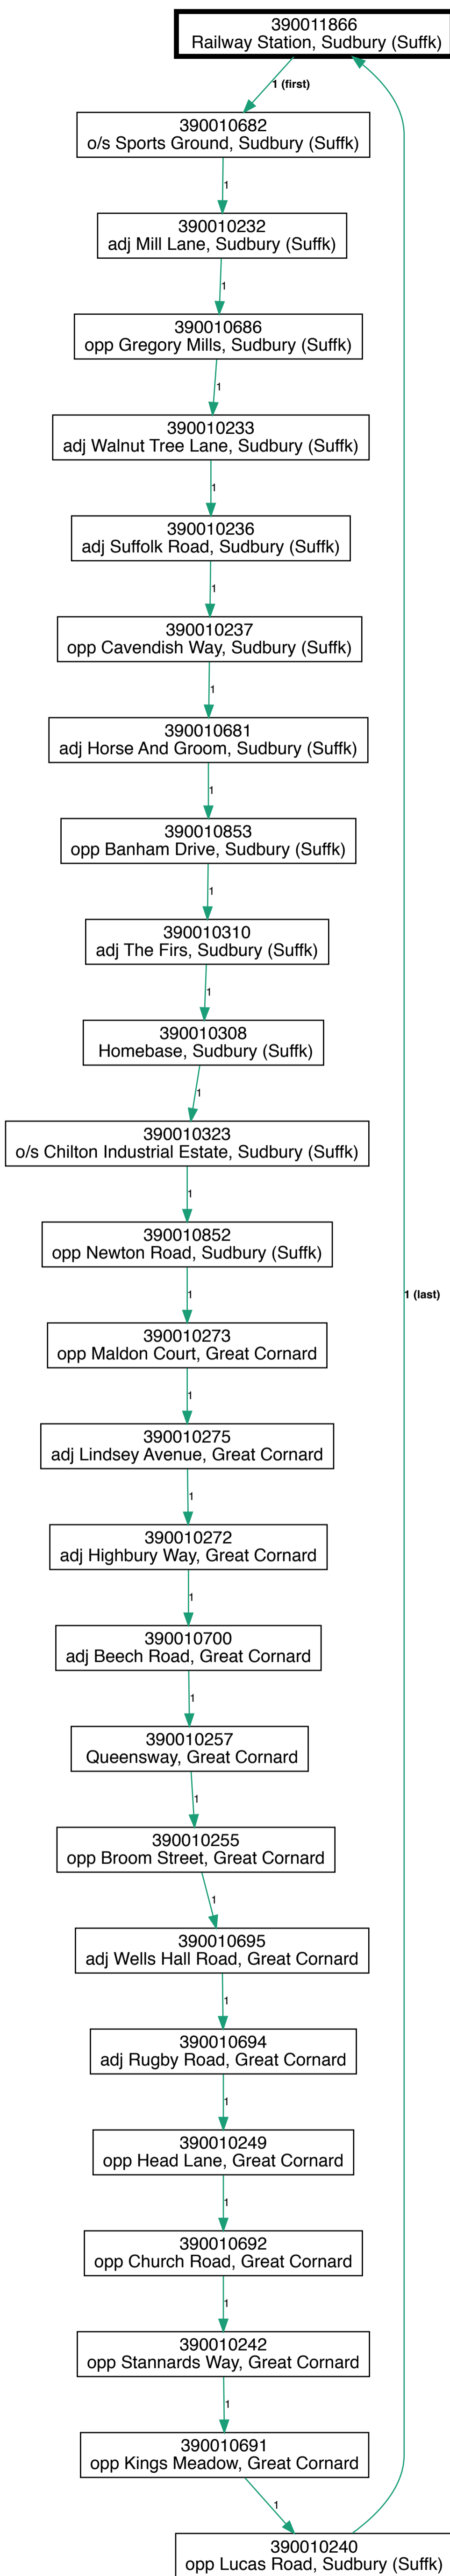 390011866
Railway Station, Sudbury (Suffk)
1 (first)
390010682
o/s Sports Ground, Sudbury (Suffk)
1
390010232
adj Mill Lane, Sudbury (Suffk)
1
390010686
opp Gregory Mills, Sudbury (Suffk)
1
390010233
adj Walnut Tree Lane, Sudbury (Suffk)
1
390010236
adj Suffolk Road, Sudbury (Suffk)
1
390010237
opp Cavendish Way, Sudbury (Suffk)
1
390010681
adj Horse And Groom, Sudbury (Suffk)
1
390010853
opp Banham Drive, Sudbury (Suffk)
1
390010310
adj The Firs, Sudbury (Suffk)
1
390010308
Homebase, Sudbury (Suffk)
1
390010323
o/s Chilton Industrial Estate, Sudbury (Suffk)
1
390010852
opp Newton Road, Sudbury (Suffk)
1
1 (last)
390010273
opp Maldon Court, Great Cornard
1
390010275
adj Lindsey Avenue, Great Cornard
1
390010272
adj Highbury Way, Great Cornard
1
390010700
adj Beech Road, Great Cornard
1
390010257
Queensway, Great Cornard
1
390010255
opp Broom Street, Great Cornard
1
390010695
adj Wells Hall Road, Great Cornard
1
390010694
adj Rugby Road, Great Cornard
1
390010249
opp Head Lane, Great Cornard
1
390010692
opp Church Road, Great Cornard
1
390010242
opp Stannards Way, Great Cornard
1
390010691
opp Kings Meadow, Great Cornard
1
390010240
opp Lucas Road, Sudbury (Suffk)